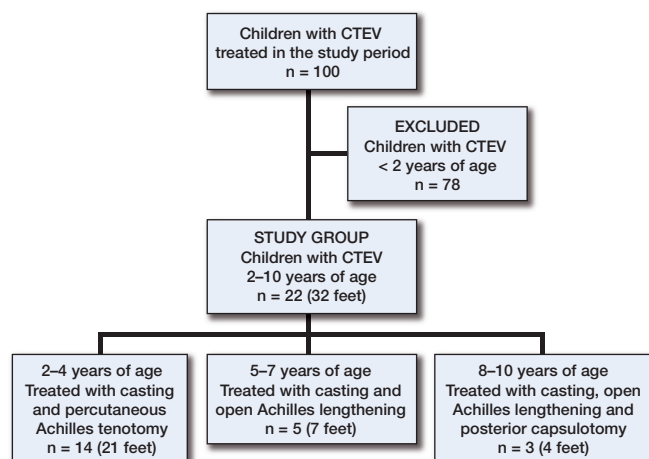 Children with CTEV
treated in the study period
n = 100
EXCLUDED
Children with CTEV
< 2 years of age
n = 78
STUDY GROUP
Children with CTEV
2–10 years of age
n = 22 (32 feet)
2–4 years of age
Treated with casting
and percutaneous
Achilles tenotomy
n = 14 (21 feet)
5–7 years of age
Treated with casting and
open Achilles lengthening
n = 5 (7 feet)
8–10 years of age
Treated with casting, open
Achilles lengthening and
posterior capsulotomy
n = 3 (4 feet)